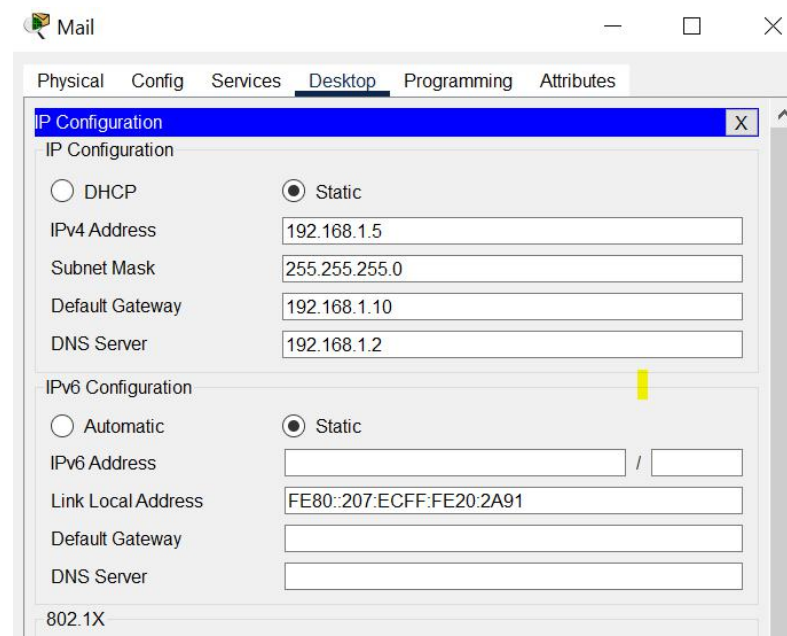 Mail
Physical Config Services Desktop Programming Attributes
IP Configuration X
IP Configuration
DHCP Static
IPv4 Address 192.168.1.5
Subnet Mask 255.255.255.0
Default Gateway 192.168.1.10
DNS Server 192.168.1.2
IPv6 Configuration
Automatic Static
IPv6 Address /
Link Local Address FE80::207:ECFF:FE20:2A91
Default Gateway
DNS Server
802.1X